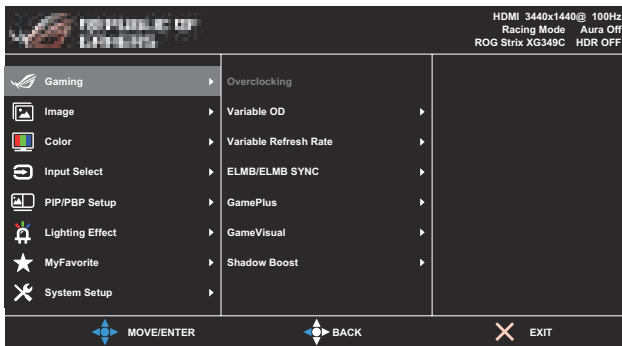 HDMI 3440x1440@ 100Hz
Racing Mode Aura Off
ROG Strix XG349C HDR OFF
Gaming
Overclocking
Image
Variable OD
Color
Variable Refresh Rate
Input Select
ELMB/ELMB SYNC
PIP/PBP Setup
GamePlus
Lighting Effect
GameVisual
MyFavorite
Shadow Boost
System Setup
MOVE/ENTER
BACK
EXIT